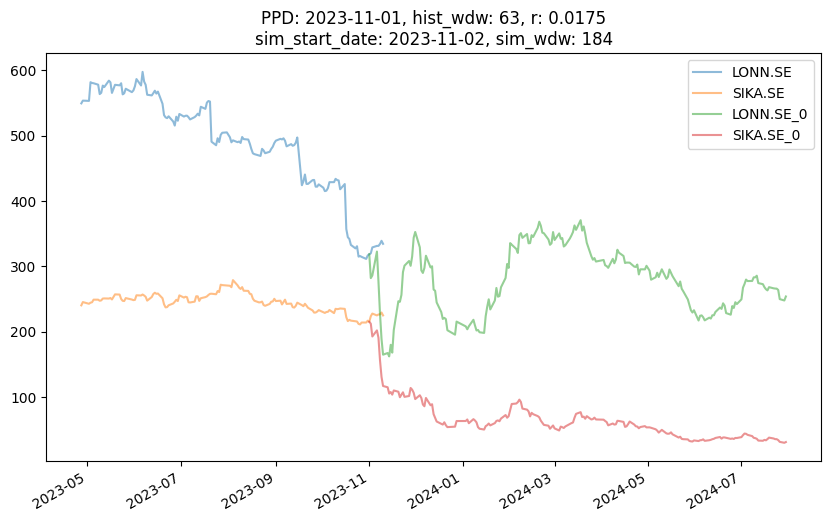 PPD: 2023-11-01, hist_wdw: 63, r: 0.0175
sim_start_date: 2023-11-02, sim_wdw: 184
LONN.SE
SIKA.SE
LONN.SE_0
SIKA.SE_0
600
500
400
300
200
100
2023-05
2023-07
2023-09
2023-11
2024-01
2024-03
2024-05
2024-07